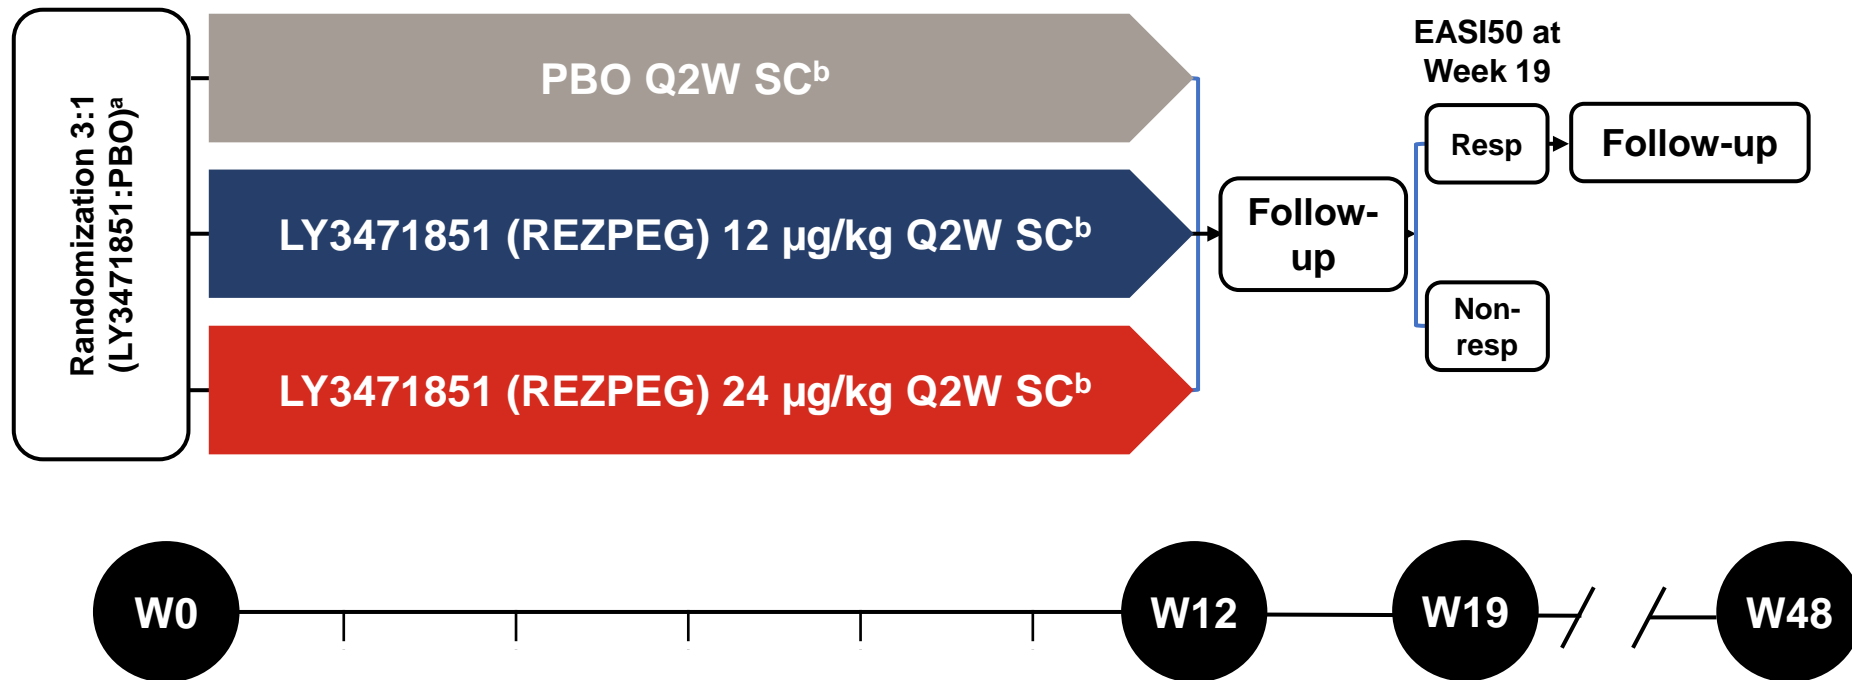 Randomization 3:1
(LY3471851:PBO)ᵃ
PBO Q2W SCᵇ
LY3471851 (REZPEG) 12 µg/kg Q2W SCᵇ
LY3471851 (REZPEG) 24 µg/kg Q2W SCᵇ
Follow-
up
EASI50 at
Week 19
Resp
Follow-up
Non-
resp
W0
W12
W19
W48